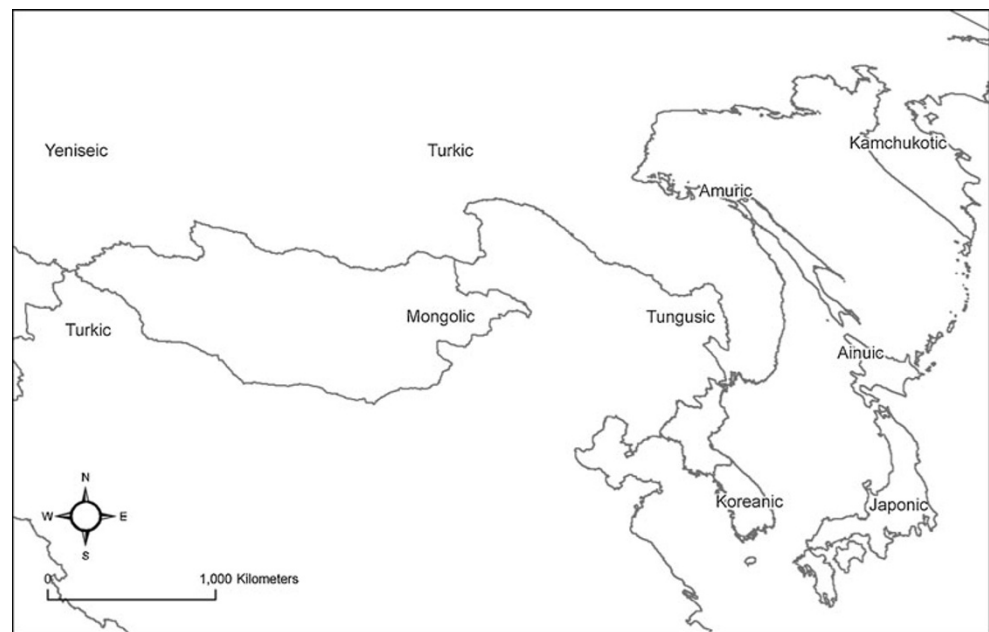 Kamchukotic
Yeniseic
Turkic
Amuric
Turkic
Mongolic
Tungusic
Ainuic
Koreanic
Japonic
N
W
E
S
0
1,000 Kilometers